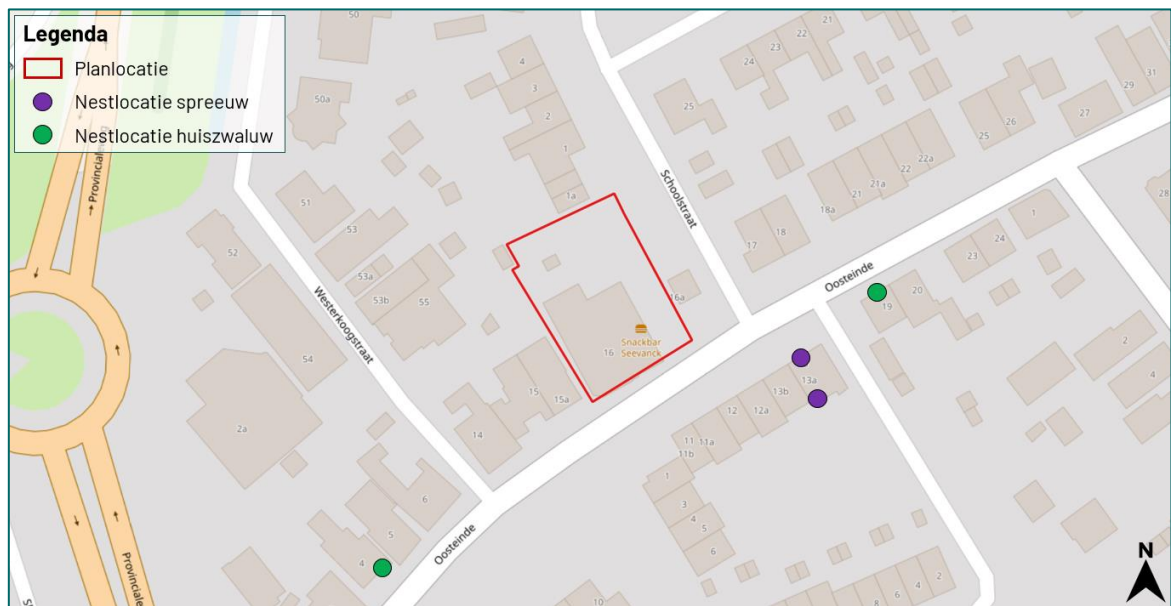 Legenda
Planlocatie
Nestlocatie spreeuw
Nestlocatie huiszwaluw
50
50a
4
3
2
1
1a
21
22
23
24
25
29
31
27
26
25
22a
22
21a
21
18a
18
17
Schoolstraat
Provincialeweg
51
52
53
53a
53b
55
54
2a
Westerkoogstraat
16a
Snackbar
Seevanck
16
15
15a
14
Oosteinde
1
28
24
23
20
19
2
4
13a
13b
12a
12
11a
11
11b
1
3
4
5
6
6
5
4
Oosteinde
10
2
4
6
8
Provinciale
N